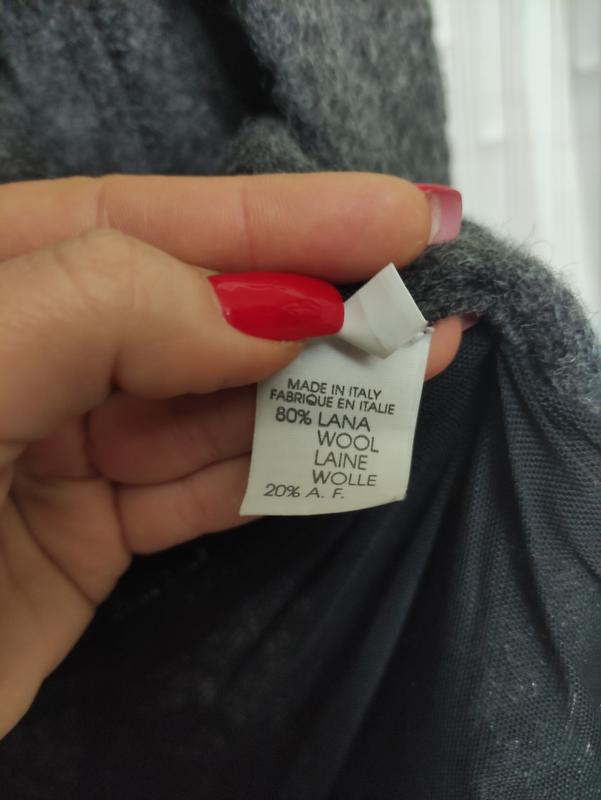 MADE IN ITALY
FABRIQUE EN ITALIE
80% LANA
WOOL
LAINE
WOLLE
20% A. F.